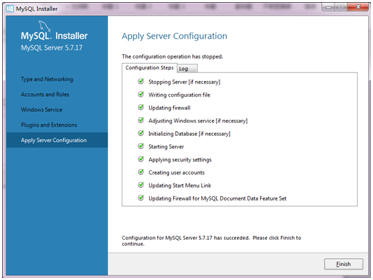 MySQL Installer
MySQL. Installer
MySQL Server 5.7.17
Type and Networking
Accounts and Roles
Windows Service
Plugins and Extensions
Apply Server Configuration
Apply Server Configuration
The configuration operation has stopped.
Configuration Steps
Log
Stopping Server [if necessary]
Writing configuration file
Updating firewall
Adjusting Windows service [if necessary]
Initializing Database [if necessary]
Starting Server
Applying security settings
Creating user accounts
Updating Start Menu Link
Updating Firewall for MySQL Document Data Feature Set
Configuration for MySQL Server 5.7.17 has succeeded. Please click Finish to
continue.
Finish